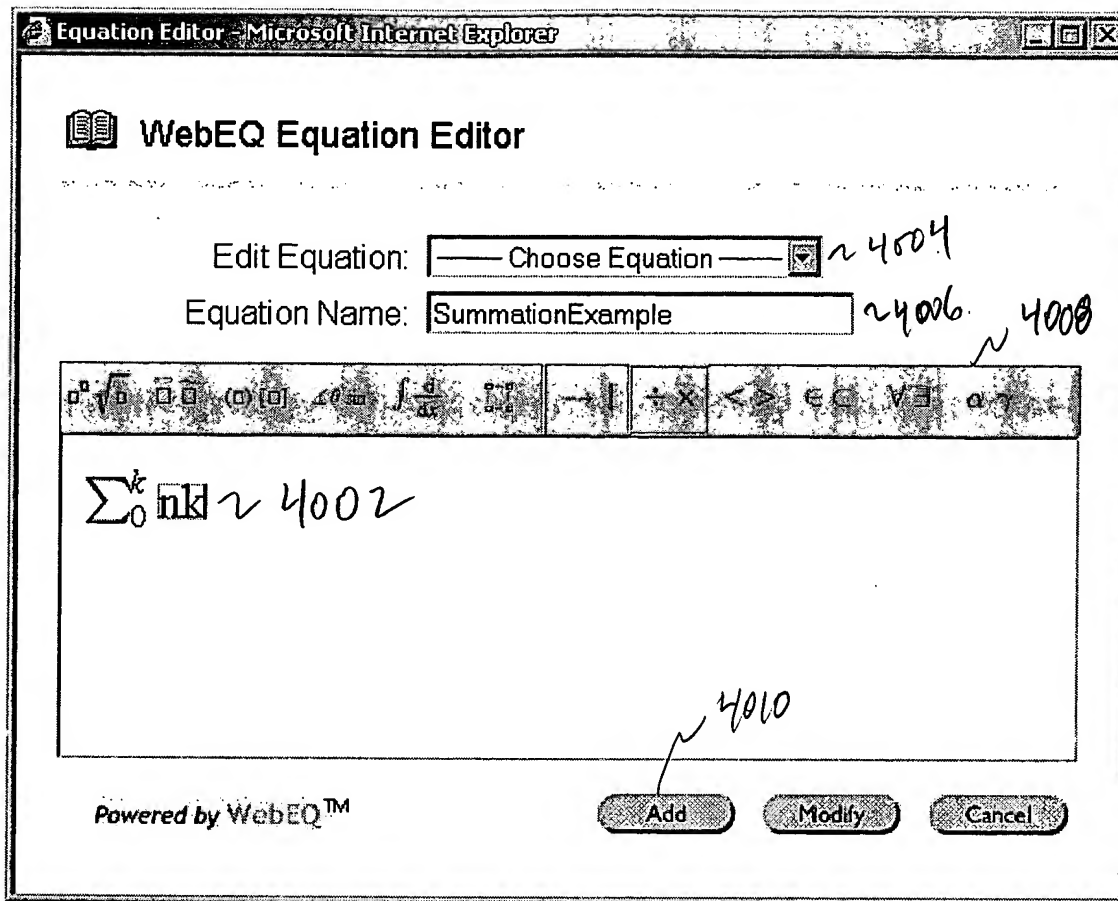 Equation Editor - Microsoft Internet Explorer
WebEQ Equation Editor
Edit Equation: —— Choose Equation —— ~ 4004
Equation Name: SummationExample ~4006.
~ 4008
√ (□) [□] ∫ d/dx → ÷ × < > ∈ ⊂ ∀ ∃ α γ
∑₀ᵏ nk ~ 4002
~ 4010
Powered by WebEQ™ Add Modify Cancel